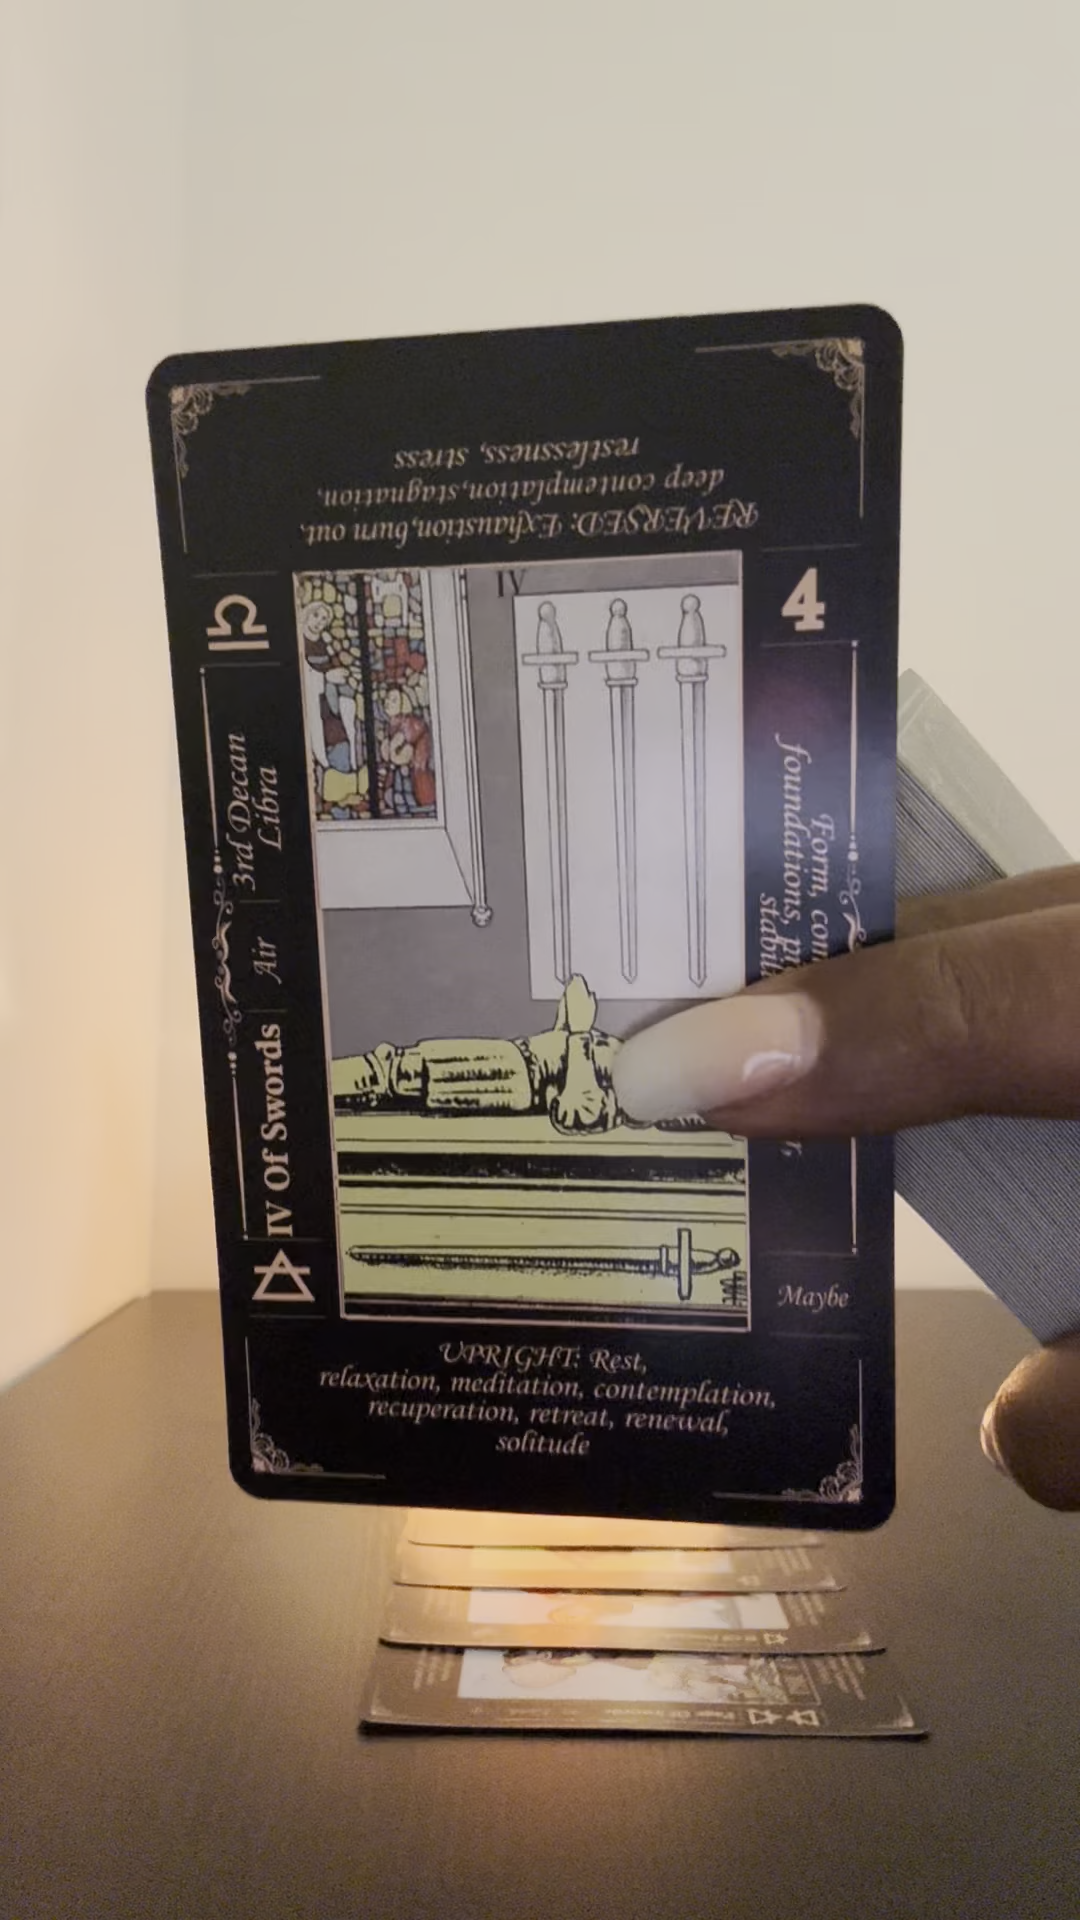 REVERSED: Exhaustion, burn out,
deep contemplation, stagnation,
restlessness, stress
IV
4
3rd Decan
Libra
Air
IV Of Swords
Form,
foundations,
Maybe
UPRIGHT: Rest,
relaxation, meditation, contemplation,
recuperation, retreat, renewal,
solitude